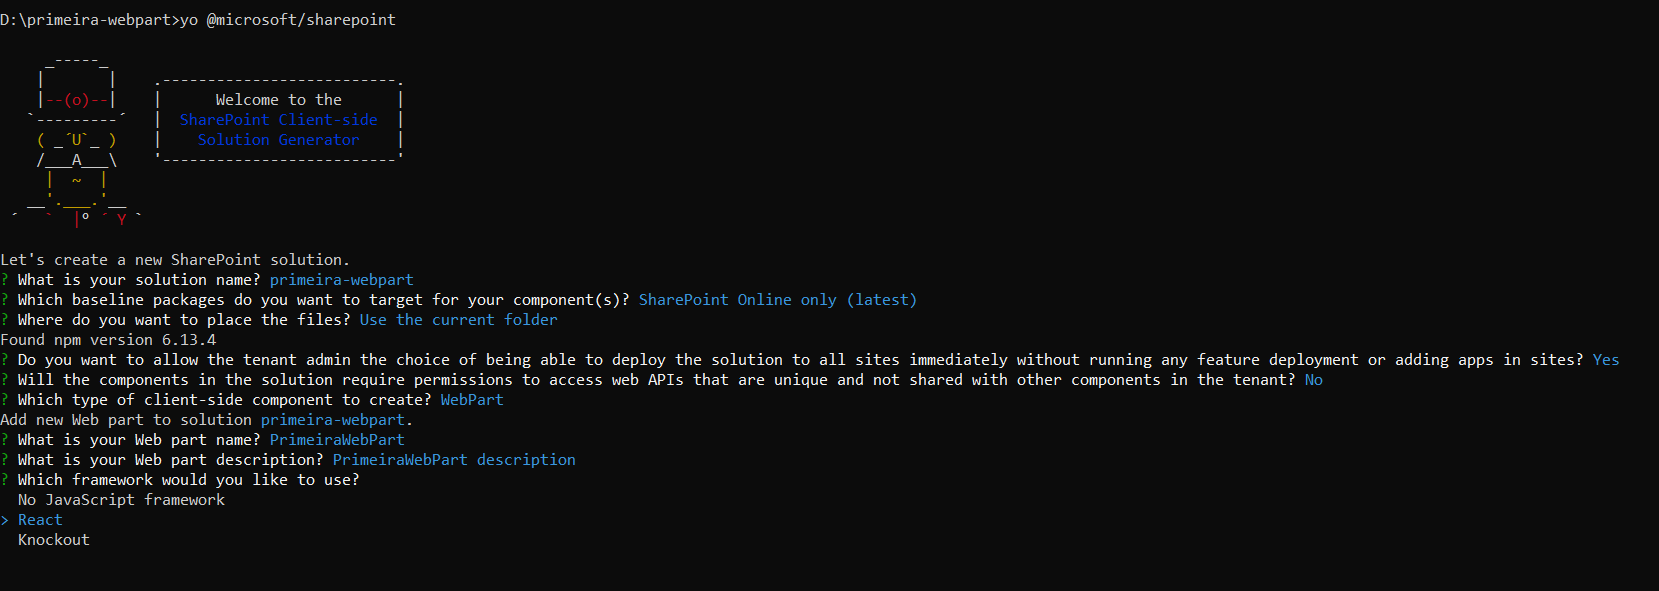 D:\primeira-webpart>yo @microsoft/sharepoint
     _-----_
    |       |    .--------------------------.
    |--(o)--|    |      Welcome to the      |
   `---------´   |  SharePoint Client-side  |
    ( _´U`_ )    |    Solution Generator    |
    /___A___\    '--------------------------'
     |  ~  |
   __'.___.'__
 ´   `  |° ´ Y `
Let's create a new SharePoint solution.
? What is your solution name? primeira-webpart
? Which baseline packages do you want to target for your component(s)? SharePoint Online only (latest)
? Where do you want to place the files? Use the current folder
Found npm version 6.13.4
? Do you want to allow the tenant admin the choice of being able to deploy the solution to all sites immediately without running any feature deployment or adding apps in sites? Yes
? Will the components in the solution require permissions to access web APIs that are unique and not shared with other components in the tenant? No
? Which type of client-side component to create? WebPart
Add new Web part to solution primeira-webpart.
? What is your Web part name? PrimeiraWebPart
? What is your Web part description? PrimeiraWebPart description
? Which framework would you like to use?
  No JavaScript framework
> React
  Knockout